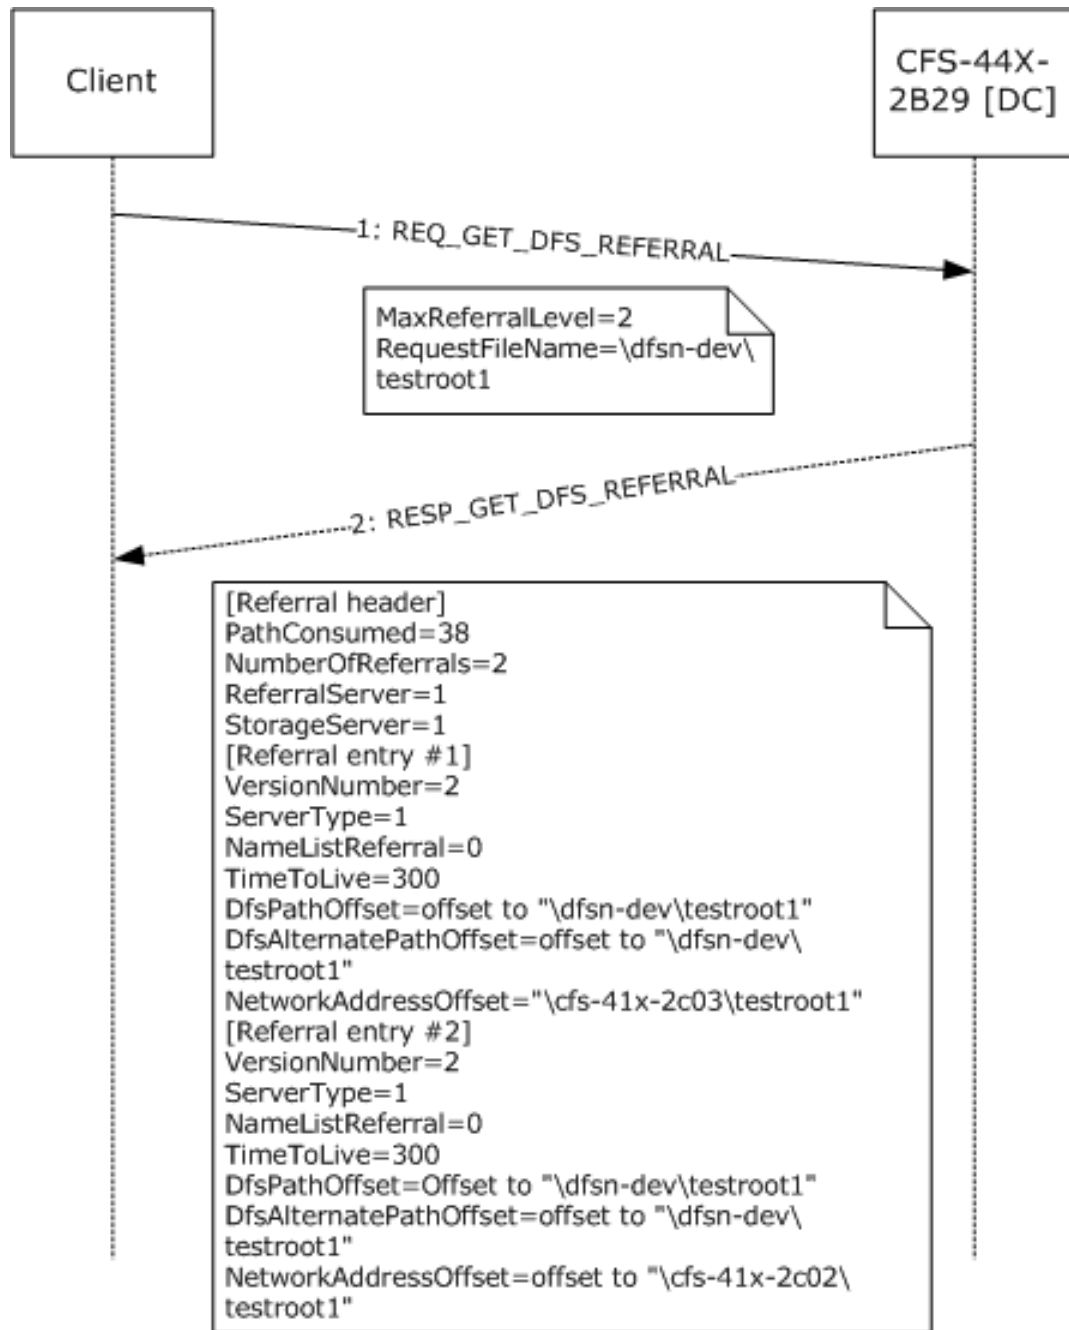 Client
CFS-44X-
2B29 [DC]
1: REQ_GET_DFS_REFERRAL
MaxReferralLevel=2
RequestFileName=\dfsn-dev\
testroot1
2: RESP_GET_DFS_REFERRAL
[Referral header]
PathConsumed=38
NumberOfReferrals=2
ReferralServer=1
StorageServer=1
[Referral entry #1]
VersionNumber=2
ServerType=1
NameListReferral=0
TimeToLive=300
DfsPathOffset=offset to "\dfsn-dev\testroot1"
DfsAlternatePathOffset=offset to "\dfsn-dev\
testroot1"
NetworkAddressOffset="\cfs-41x-2c03\testroot1"
[Referral entry #2]
VersionNumber=2
ServerType=1
NameListReferral=0
TimeToLive=300
DfsPathOffset=Offset to "\dfsn-dev\testroot1"
DfsAlternatePathOffset=offset to "\dfsn-dev\
testroot1"
NetworkAddressOffset=offset to "\cfs-41x-2c02\
testroot1"